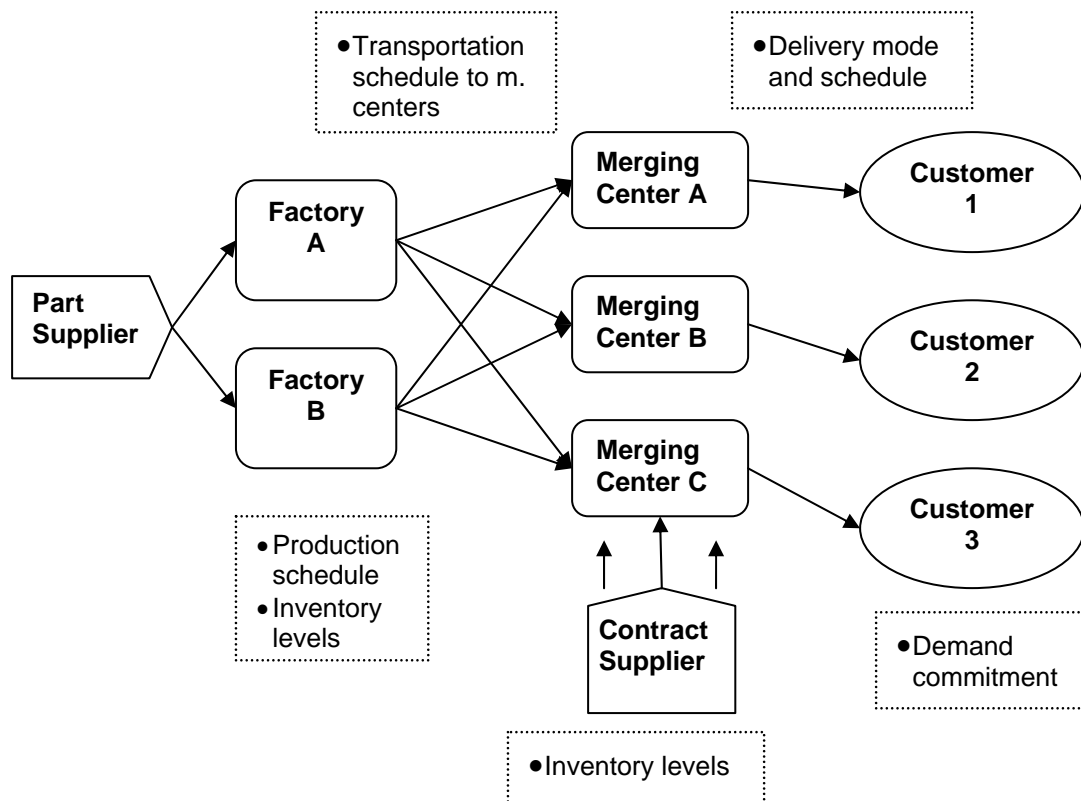 ●Transportation
schedule to m.
centers
●Delivery mode
and schedule
Merging
Center A
Customer
1
Factory
A
Part
Supplier
Merging
Center B
Customer
2
Factory
B
Merging
Center C
Customer
3
●Production
schedule
●Inventory
levels
Contract
Supplier
●Demand
commitment
●Inventory levels